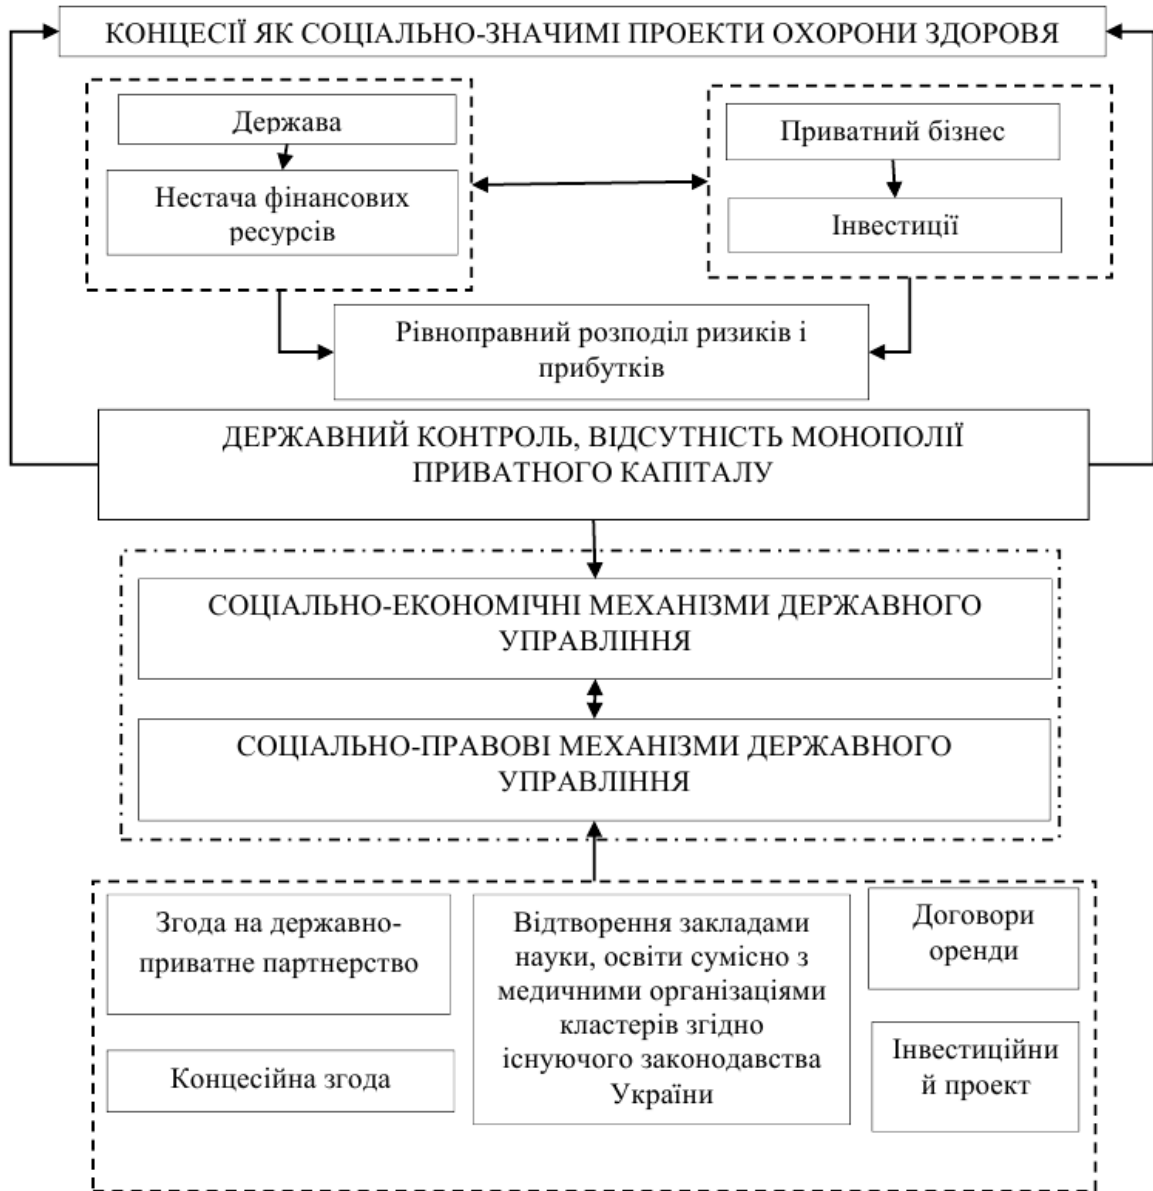 КОНЦЕСІЇ ЯК СОЦІАЛЬНО-ЗНАЧИМІ ПРОЕКТИ ОХОРОНИ ЗДОРОВЯ
Держава
Нестача фінансових
ресурсів
Приватний бізнес
Інвестиції
Рівноправний розподіл ризиків і
прибутків
ДЕРЖАВНИЙ КОНТРОЛЬ, ВІДСУТНІСТЬ МОНОПОЛІЇ
ПРИВАТНОГО КАПІТАЛУ
СОЦІАЛЬНО-ЕКОНОМІЧНІ МЕХАНІЗМИ ДЕРЖАВНОГО
УПРАВЛІННЯ
СОЦІАЛЬНО-ПРАВОВІ МЕХАНІЗМИ ДЕРЖАВНОГО
УПРАВЛІННЯ
Згода на державно-
приватне партнерство
Концесійна згода
Відтворення закладами
науки, освіти сумісно з
медичними організаціями
кластерів згідно
існуючого законодавства
України
Договори
оренди
Інвестиційни
й проект